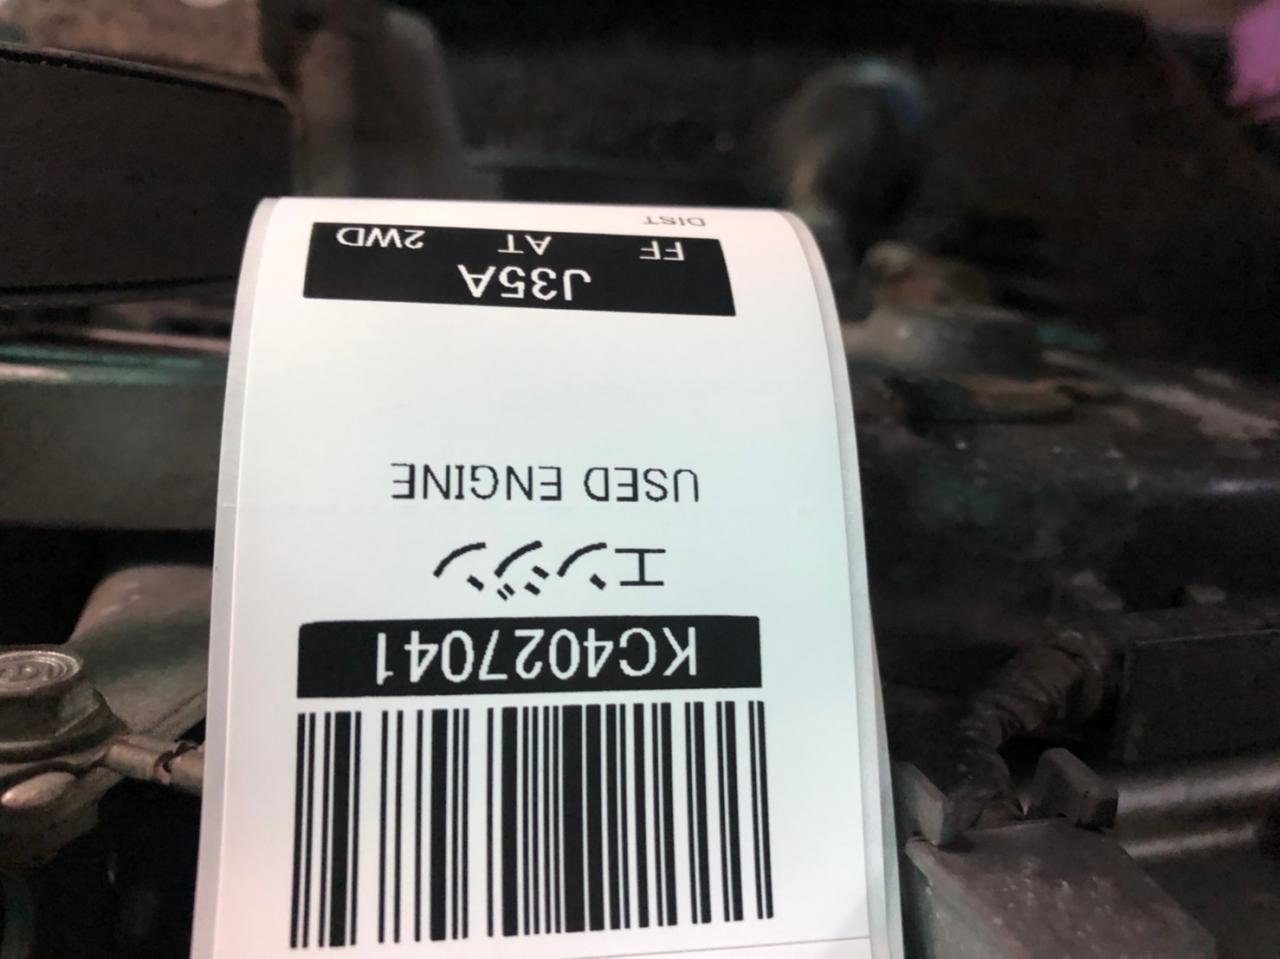 KC4027041
エンジン
USED ENGINE
J35A
FF AT 2WD
DIST